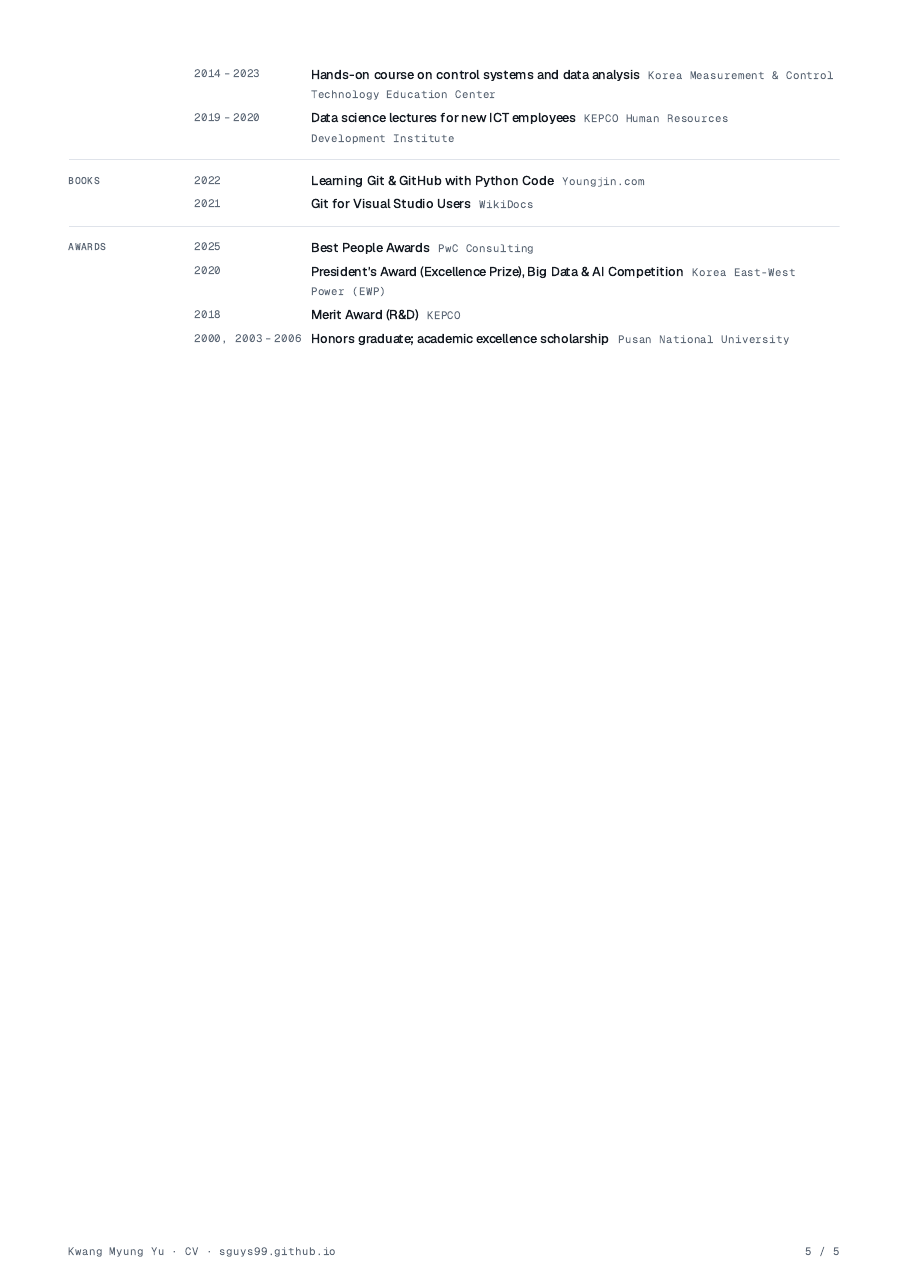 2014 – 2023 Hands-on course on control systems and data analysis Korea Measurement & Control
Technology Education Center
2019 – 2020 Data science lectures for new ICT employees KEPCO Human Resources
Development Institute
BOOKS 2022 Learning Git & GitHub with Python Code Youngjin.com
2021 Git for Visual Studio Users WikiDocs
AWARDS 2025 Best People Awards PwC Consulting
2020 President's Award (Excellence Prize), Big Data & AI Competition Korea East-West
Power (EWP)
2018 Merit Award (R&D) KEPCO
2000, 2003 – 2006 Honors graduate; academic excellence scholarship Pusan National University
Kwang Myung Yu · CV · sguys99.github.io 5 / 5